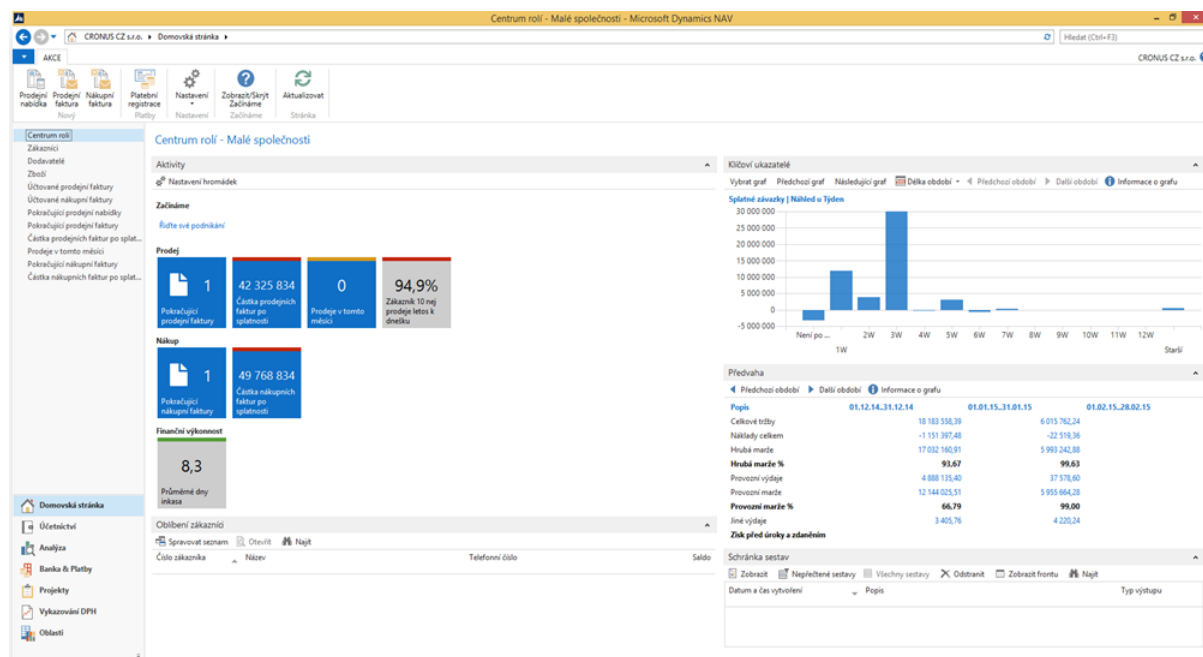 Centrum rolí - Malé společnosti - Microsoft Dynamics NAV
CRONUS CZ s.r.o. Domovská stránka
Hledat (Ctrl+F3)
AKCE
CRONUS CZ s.r.o.
Prodejní nabídka
Prodejní faktura
Nákupní faktura
Platební registrace
Nastavení
Zobrazit/Skrýt Začínáme
Aktualizovat
Nový
Platby
Nastavení
Začínáme
Stránka
Centrum rolí
Zákazníci
Dodavatelé
Zboží
Účtované prodejní faktury
Účtované nákupní faktury
Pokračující prodejní nabídky
Pokračující prodejní faktury
Částka prodejních faktur po splat...
Prodeje v tomto měsíci
Pokračující nákupní faktury
Částka nákupních faktur po splat...
Domovská stránka
Účetnictví
Analýza
Banka & Platby
Projekty
Vykazování DPH
Oblasti
Centrum rolí - Malé společnosti
Aktivity
Nastavení hromádek
Začínáme
Řiďte své podnikání
Prodej
1
Pokračující prodejní faktury
42 325 834
Částka prodejních faktur po splatnosti
0
Prodeje v tomto měsíci
94,9%
Zákazník 10 nej prodeje letos k dnešku
Nákup
1
Pokračující nákupní faktury
49 768 834
Částka nákupních faktur po splatnosti
Finanční výkonnost
8,3
Průměrné dny inkasa
Oblíbení zákazníci
Spravovat seznam Otevřít Najít
Číslo zákazníka Název Telefonní číslo Saldo
Klíčoví ukazatelé
Vybrat graf Předchozí graf Následující graf Délka období Předchozí období Další období Informace o grafu
Splatné závazky | Náhled u Týden
30 000 000
25 000 000
20 000 000
15 000 000
10 000 000
5 000 000
0
-5 000 000
Není po ... 2W 3W 4W 5W 6W 7W 8W 9W 10W 11W 12W
1W Starší
Předvaha
Předchozí období Další období Informace o grafu
Popis 01.12.14..31.12.14 01.01.15..31.01.15 01.02.15..28.02.15
Celkové tržby 18 183 558,39 6 015 762,24
Náklady celkem -1 151 397,48 -22 519,36
Hrubá marže 17 032 160,91 5 993 242,88
Hrubá marže % 93,67 99,63
Provozní výdaje 4 888 135,40 37 578,60
Provozní marže 12 144 025,51 5 955 664,28
Provozní marže % 66,79 99,00
Jiné výdaje 3 405,76 4 220,24
Zisk před úroky a zdaněním
Schránka sestav
Zobrazit Nepřečtené sestavy Všechny sestavy Odstranit Zobrazit frontu Najít
Datum a čas vytvoření Popis Typ výstupu